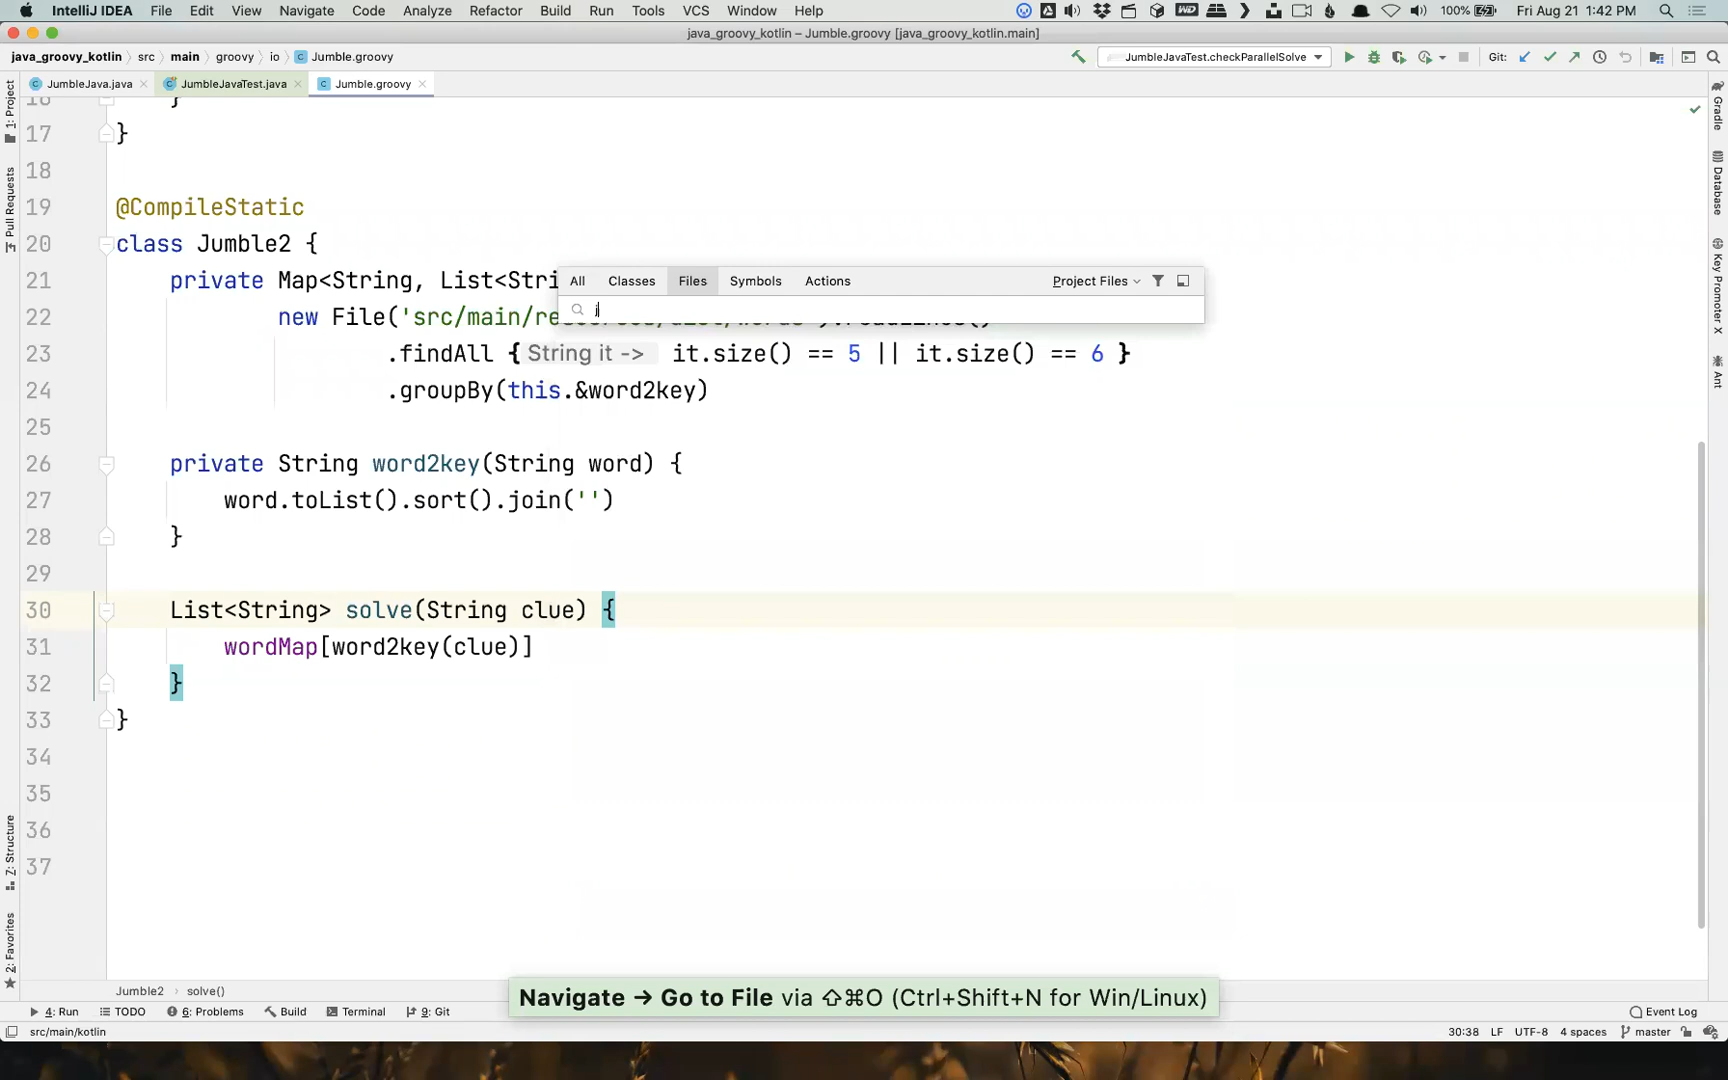 IntelliJ IDEA File Edit View Navigate Code Analyze Refactor Build Run Tools VCS Window Help 100% Fri Aug 21 1:42 PM
java_groovy_kotlin – Jumble.groovy [java_groovy_kotlin.main]
java_groovy_kotlin src main groovy io Jumble.groovy JumbleJavaTest.checkParallelSolve Git:
JumbleJava.java JumbleJavaTest.java Jumble.groovy
1: Project
Pull Requests
Z: Structure
2: Favorites
Gradle
Database
Key Promoter X
Ant
16 }
17 }
18
19 @CompileStatic
20 class Jumble2 {
All Classes Files Symbols Actions Project Files
j
21 private Map<String, List<Stri
22 new File('src/main/re
23 .findAll { String it -> it.size() == 5 || it.size() == 6 }
24 .groupBy(this.&word2key)
25
26 private String word2key(String word) {
27 word.toList().sort().join('')
28 }
29
30 List<String> solve(String clue) {
31 wordMap[word2key(clue)]
32 }
33 }
34
35
36
37
Jumble2 solve()
Navigate → Go to File via ⇧⌘O (Ctrl+Shift+N for Win/Linux)
4: Run TODO 6: Problems Build Terminal 9: Git Event Log
src/main/kotlin 30:38 LF UTF-8 4 spaces master